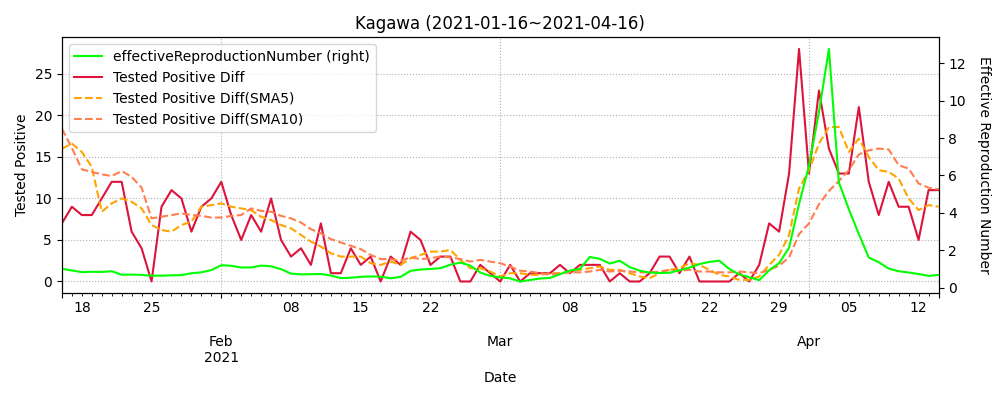 Kagawa (2021-01-16~2021-04-16)
effectiveReproductionNumber (right)
Tested Positive Diff
Tested Positive Diff(SMA5)
Tested Positive Diff(SMA10)
Tested Positive
25
20
15
10
5
0
12
10
8
6
4
2
0
Effective Reproduction Number
18 25 08 15 22 08 15 22 29 05 12
Feb Mar Apr
2021
Date